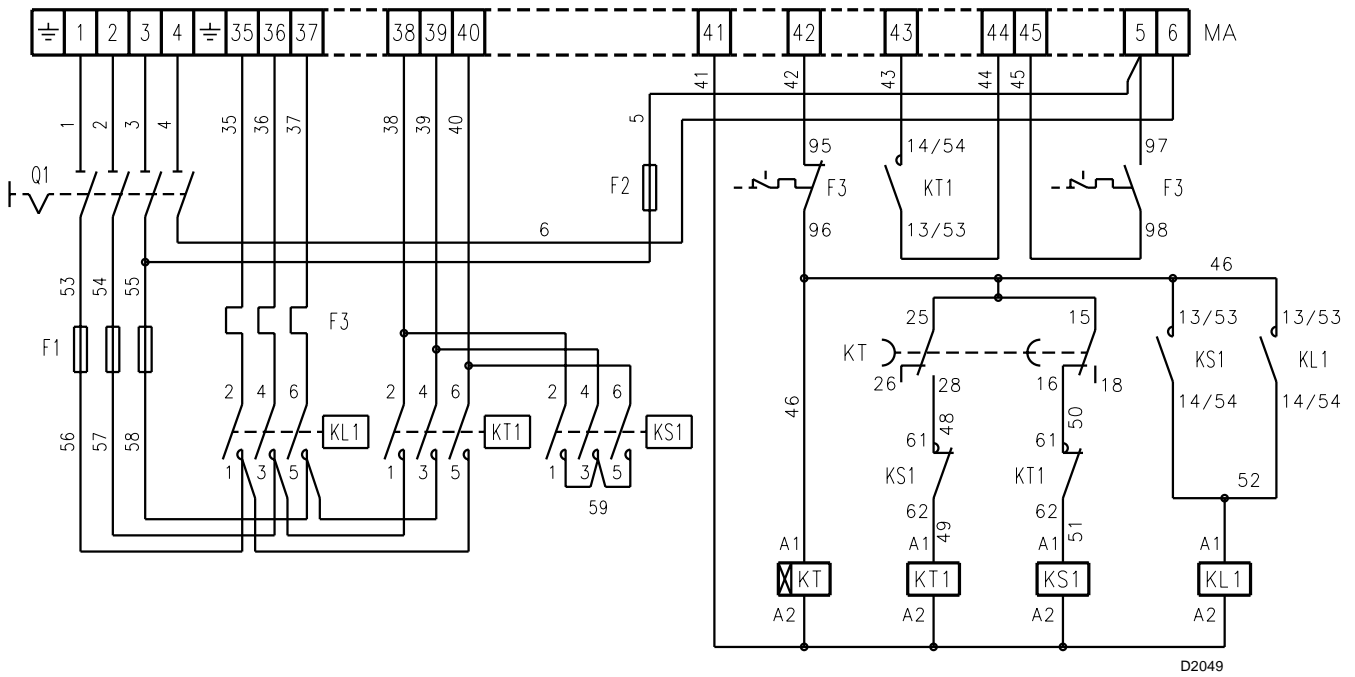 1 2 3 4 35 36 37 38 39 40 41 42 43 44 45 5 6 MA
41 42 43 44 45
1 2 3 4 35 36 37 38 39 40 5
95 14/54 97
Q1 F2 F3 KT1 F3
96 13/53 98
6
46
53 54 55
25 15 13/53 13/53
F1 F3
KT KS1 KL1
26 28 16 18
2 4 6 2 4 6 2 4 6
46 48 50 14/54 14/54
KL1 KT1 KS1
56 57 58
61 61
1 3 5 1 3 5 1 3 5
KS1 KT1
59
52
62 62
49 51
A1 A1 A1 A1
KT KT1 KS1 KL1
A2 A2 A2 A2
D2049